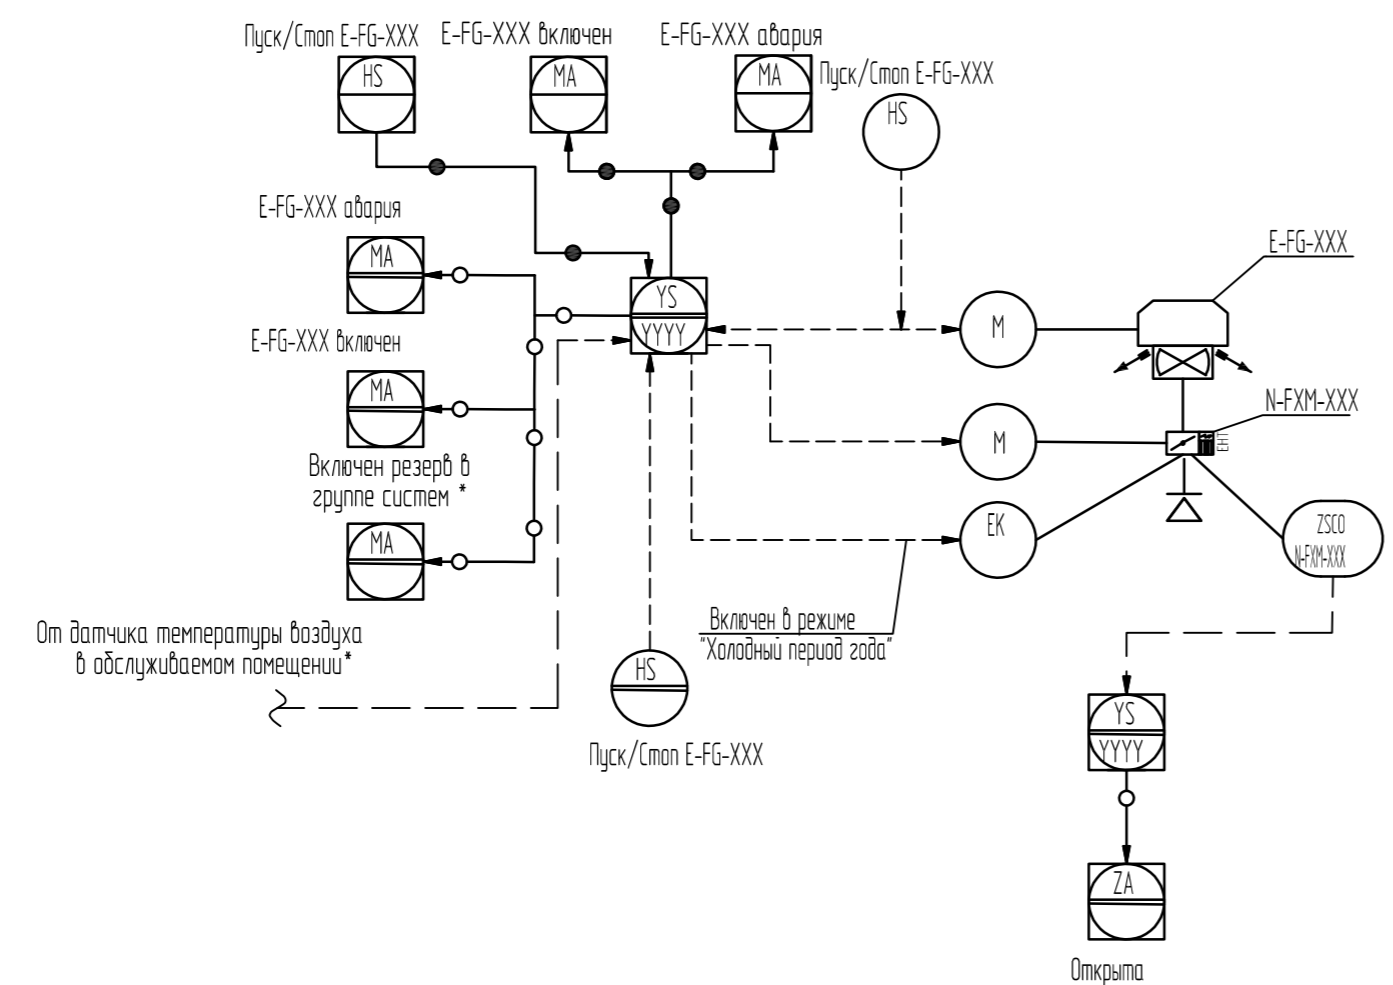 Пуск/Стоп E-FG-XXX
E-FG-XXX включен
E-FG-XXX авария
Пуск/Стоп E-FG-XXX
HS
MA
MA
HS
E-FG-XXX авария
MA
E-FG-XXX
YS
YYYY
M
E-FG-XXX включен
MA
N-FXM-XXX
EHT
M
Включен резерв в
группе систем *
MA
EK
ZSCO
N-FXM-XXX
От датчика температуры воздуха
в обслуживаемом помещении*
Включен в режиме
"Холодный период года"
HS
Пуск/Стоп E-FG-XXX
YS
YYYY
ZA
Открыта